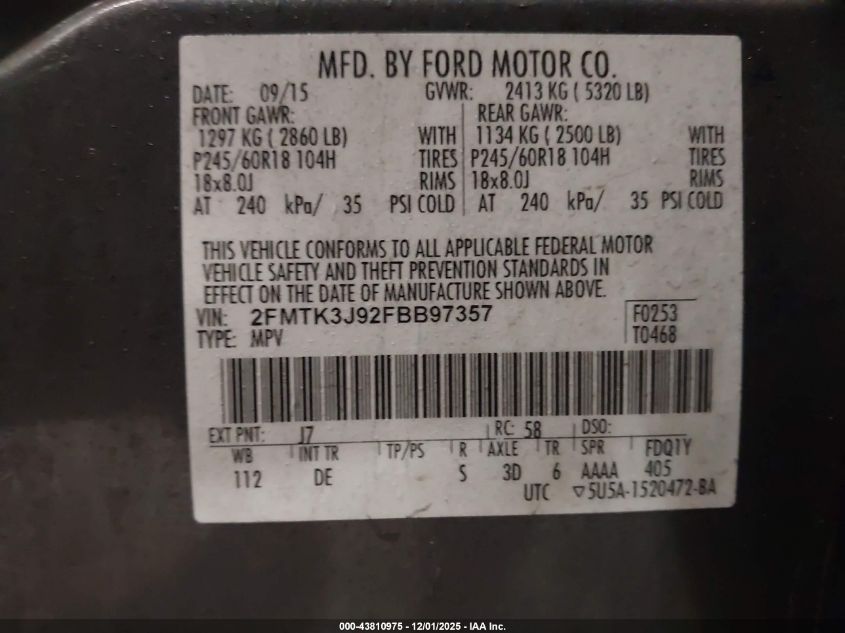 MFD. BY FORD MOTOR CO.
DATE: 09/15 GVWR: 2413 KG ( 5320 LB)
FRONT GAWR: REAR GAWR:
1297 KG ( 2860 LB) WITH 1134 KG ( 2500 LB) WITH
P245/60R18 104H TIRES P245/60R18 104H TIRES
18x8.0J RIMS 18x8.0J RIMS
AT 240 kPa/ 35 PSI COLD AT 240 kPa/ 35 PSI COLD
THIS VEHICLE CONFORMS TO ALL APPLICABLE FEDERAL MOTOR
VEHICLE SAFETY AND THEFT PREVENTION STANDARDS IN
EFFECT ON THE DATE OF MANUFACTURE SHOWN ABOVE.
VIN: 2FMTK3J92FBB97357 F0253
TYPE: MPV T0468
EXT PNT: J7 RC: 58 DSO:
WB INT TR TP/PS R AXLE TR SPR FDQ1Y
112 DE S 3D 6 AAAA 405
UTC ▽5U5A-1520472-BA
000-43810975 - 12/01/2025 - IAA Inc.